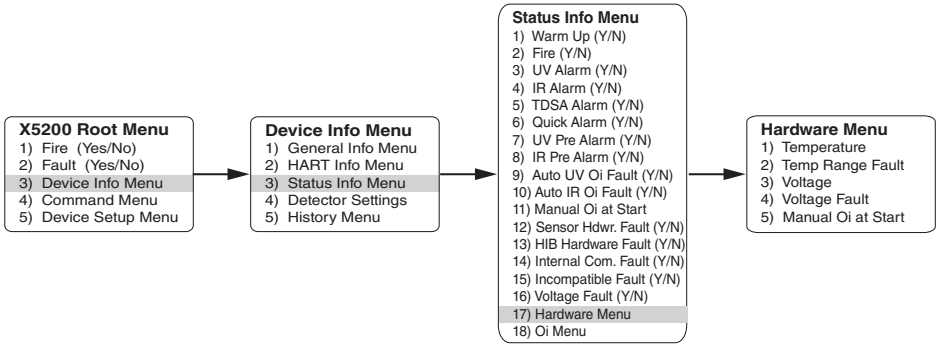 X5200 Root Menu
1) Fire (Yes/No)
2) Fault (Yes/No)
3) Device Info Menu
4) Command Menu
5) Device Setup Menu
Device Info Menu
1) General Info Menu
2) HART Info Menu
3) Status Info Menu
4) Detector Settings
5) History Menu
Status Info Menu
1) Warm Up (Y/N)
2) Fire (Y/N)
3) UV Alarm (Y/N)
4) IR Alarm (Y/N)
5) TDSA Alarm (Y/N)
6) Quick Alarm (Y/N)
7) UV Pre Alarm (Y/N)
8) IR Pre Alarm (Y/N)
9) Auto UV Oi Fault (Y/N)
10) Auto IR Oi Fault (Y/N)
11) Manual Oi at Start
12) Sensor Hdwr. Fault (Y/N)
13) HIB Hardware Fault (Y/N)
14) Internal Com. Fault (Y/N)
15) Incompatible Fault (Y/N)
16) Voltage Fault (Y/N)
17) Hardware Menu
18) Oi Menu
Hardware Menu
1) Temperature
2) Temp Range Fault
3) Voltage
4) Voltage Fault
5) Manual Oi at Start